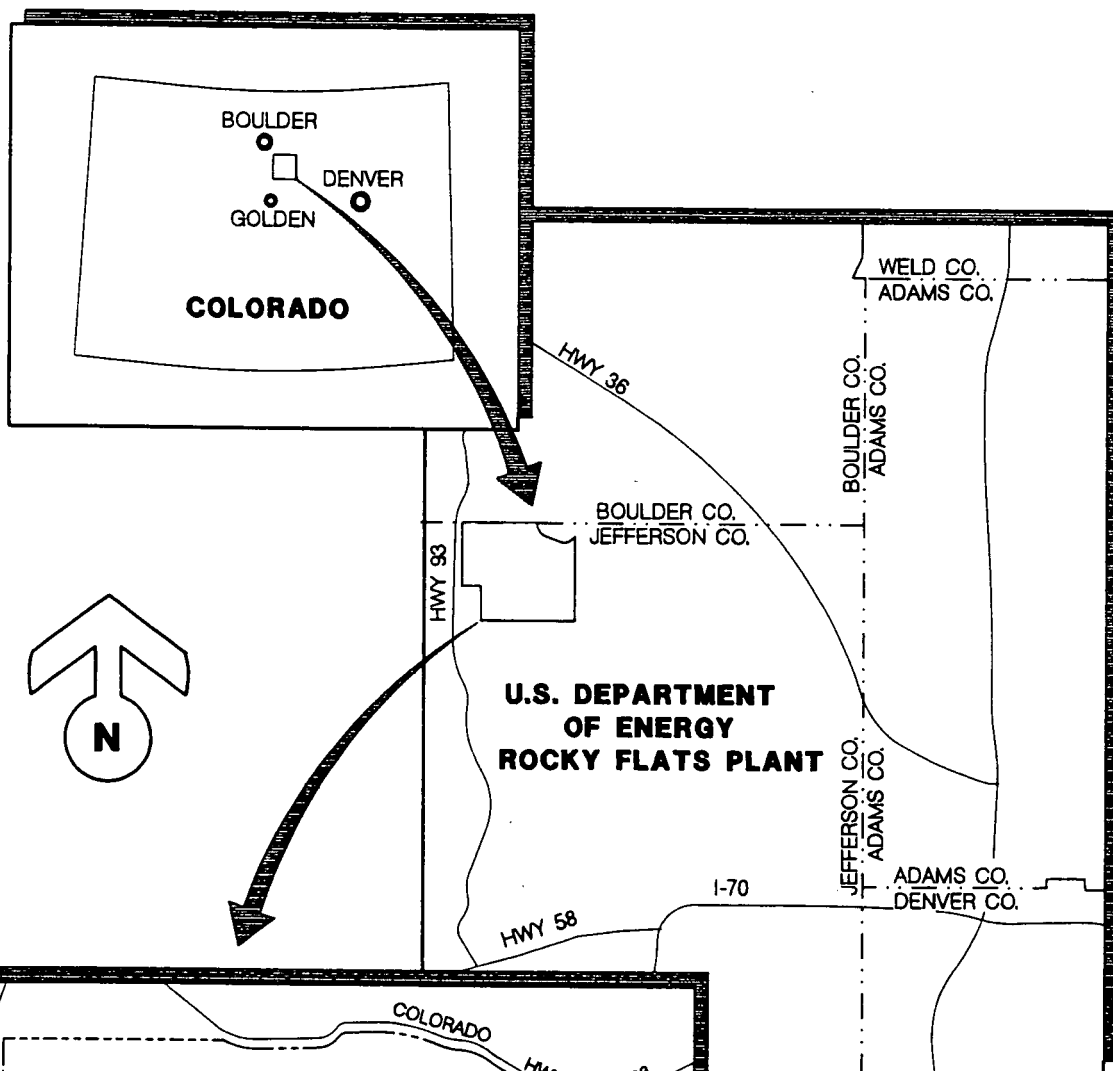 BOULDER
DENVER
GOLDEN
COLORADO
WELD CO.
ADAMS CO.
HWY 36
BOULDER CO.
ADAMS CO.
BOULDER CO.
JEFFERSON CO.
HWY 93
N
U.S. DEPARTMENT
OF ENERGY
ROCKY FLATS PLANT
JEFFERSON CO.
ADAMS CO.
I-70
ADAMS CO.
DENVER CO.
HWY 58
COLORADO